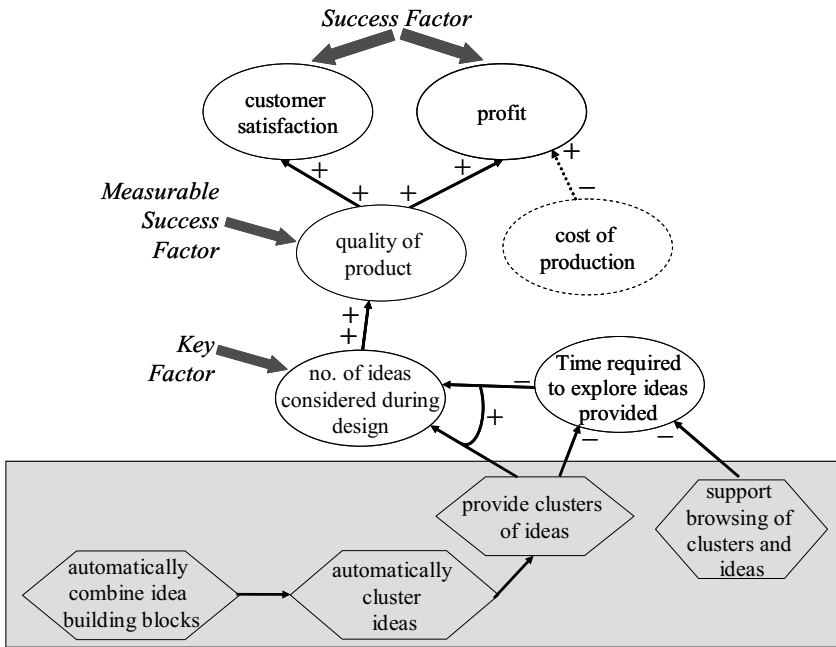 Success Factor
customer
satisfaction
profit
+
+
+
+
+
−
Measurable
Success
Factor
quality of
product
cost of
production
+
+
Key
Factor
no. of ideas
considered during
design
Time required
to explore ideas
provided
−
+
−
−
provide clusters
of ideas
support
browsing of
clusters and
ideas
automatically
combine idea
building blocks
automatically
cluster
ideas